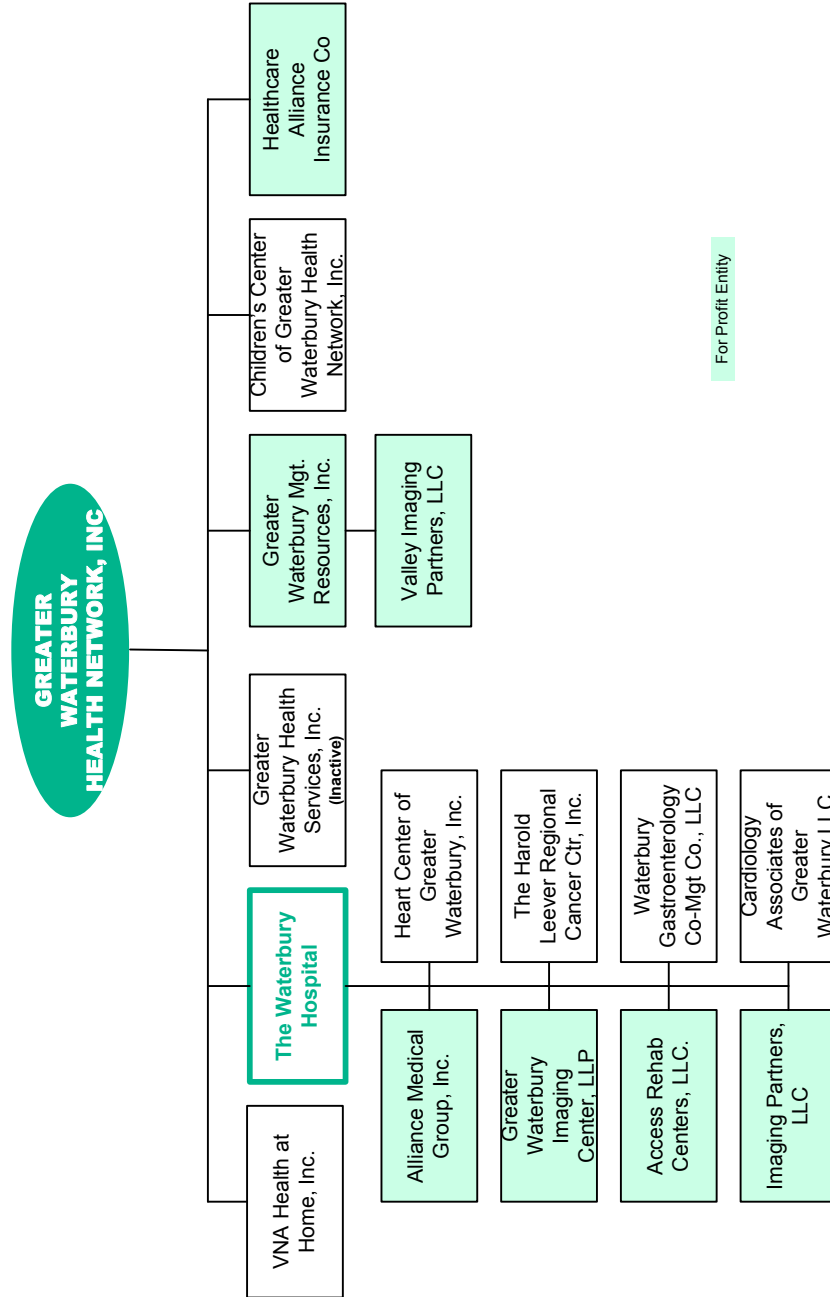 GREATER
WATERBURY
HEALTH NETWORK, INC
VNA Health at
Home, Inc.
The Waterbury
Hospital
Greater
Waterbury Health
Services, Inc.
(Inactive)
Greater
Waterbury Mgt.
Resources, Inc.
Children's Center
of Greater
Waterbury Health
Network, Inc.
Healthcare
Alliance
Insurance Co
Alliance Medical
Group, Inc.
Heart Center of
Greater
Waterbury, Inc.
Valley Imaging
Partners, LLC
Greater
Waterbury
Imaging
Center, LLP
The Harold
Leever Regional
Cancer Ctr, Inc.
Access Rehab
Centers, LLC.
Waterbury
Gastroenterology
Co-Mgt Co., LLC
Imaging Partners,
LLC
Cardiology
Associates of
Greater
Waterbury LLC
For Profit Entity